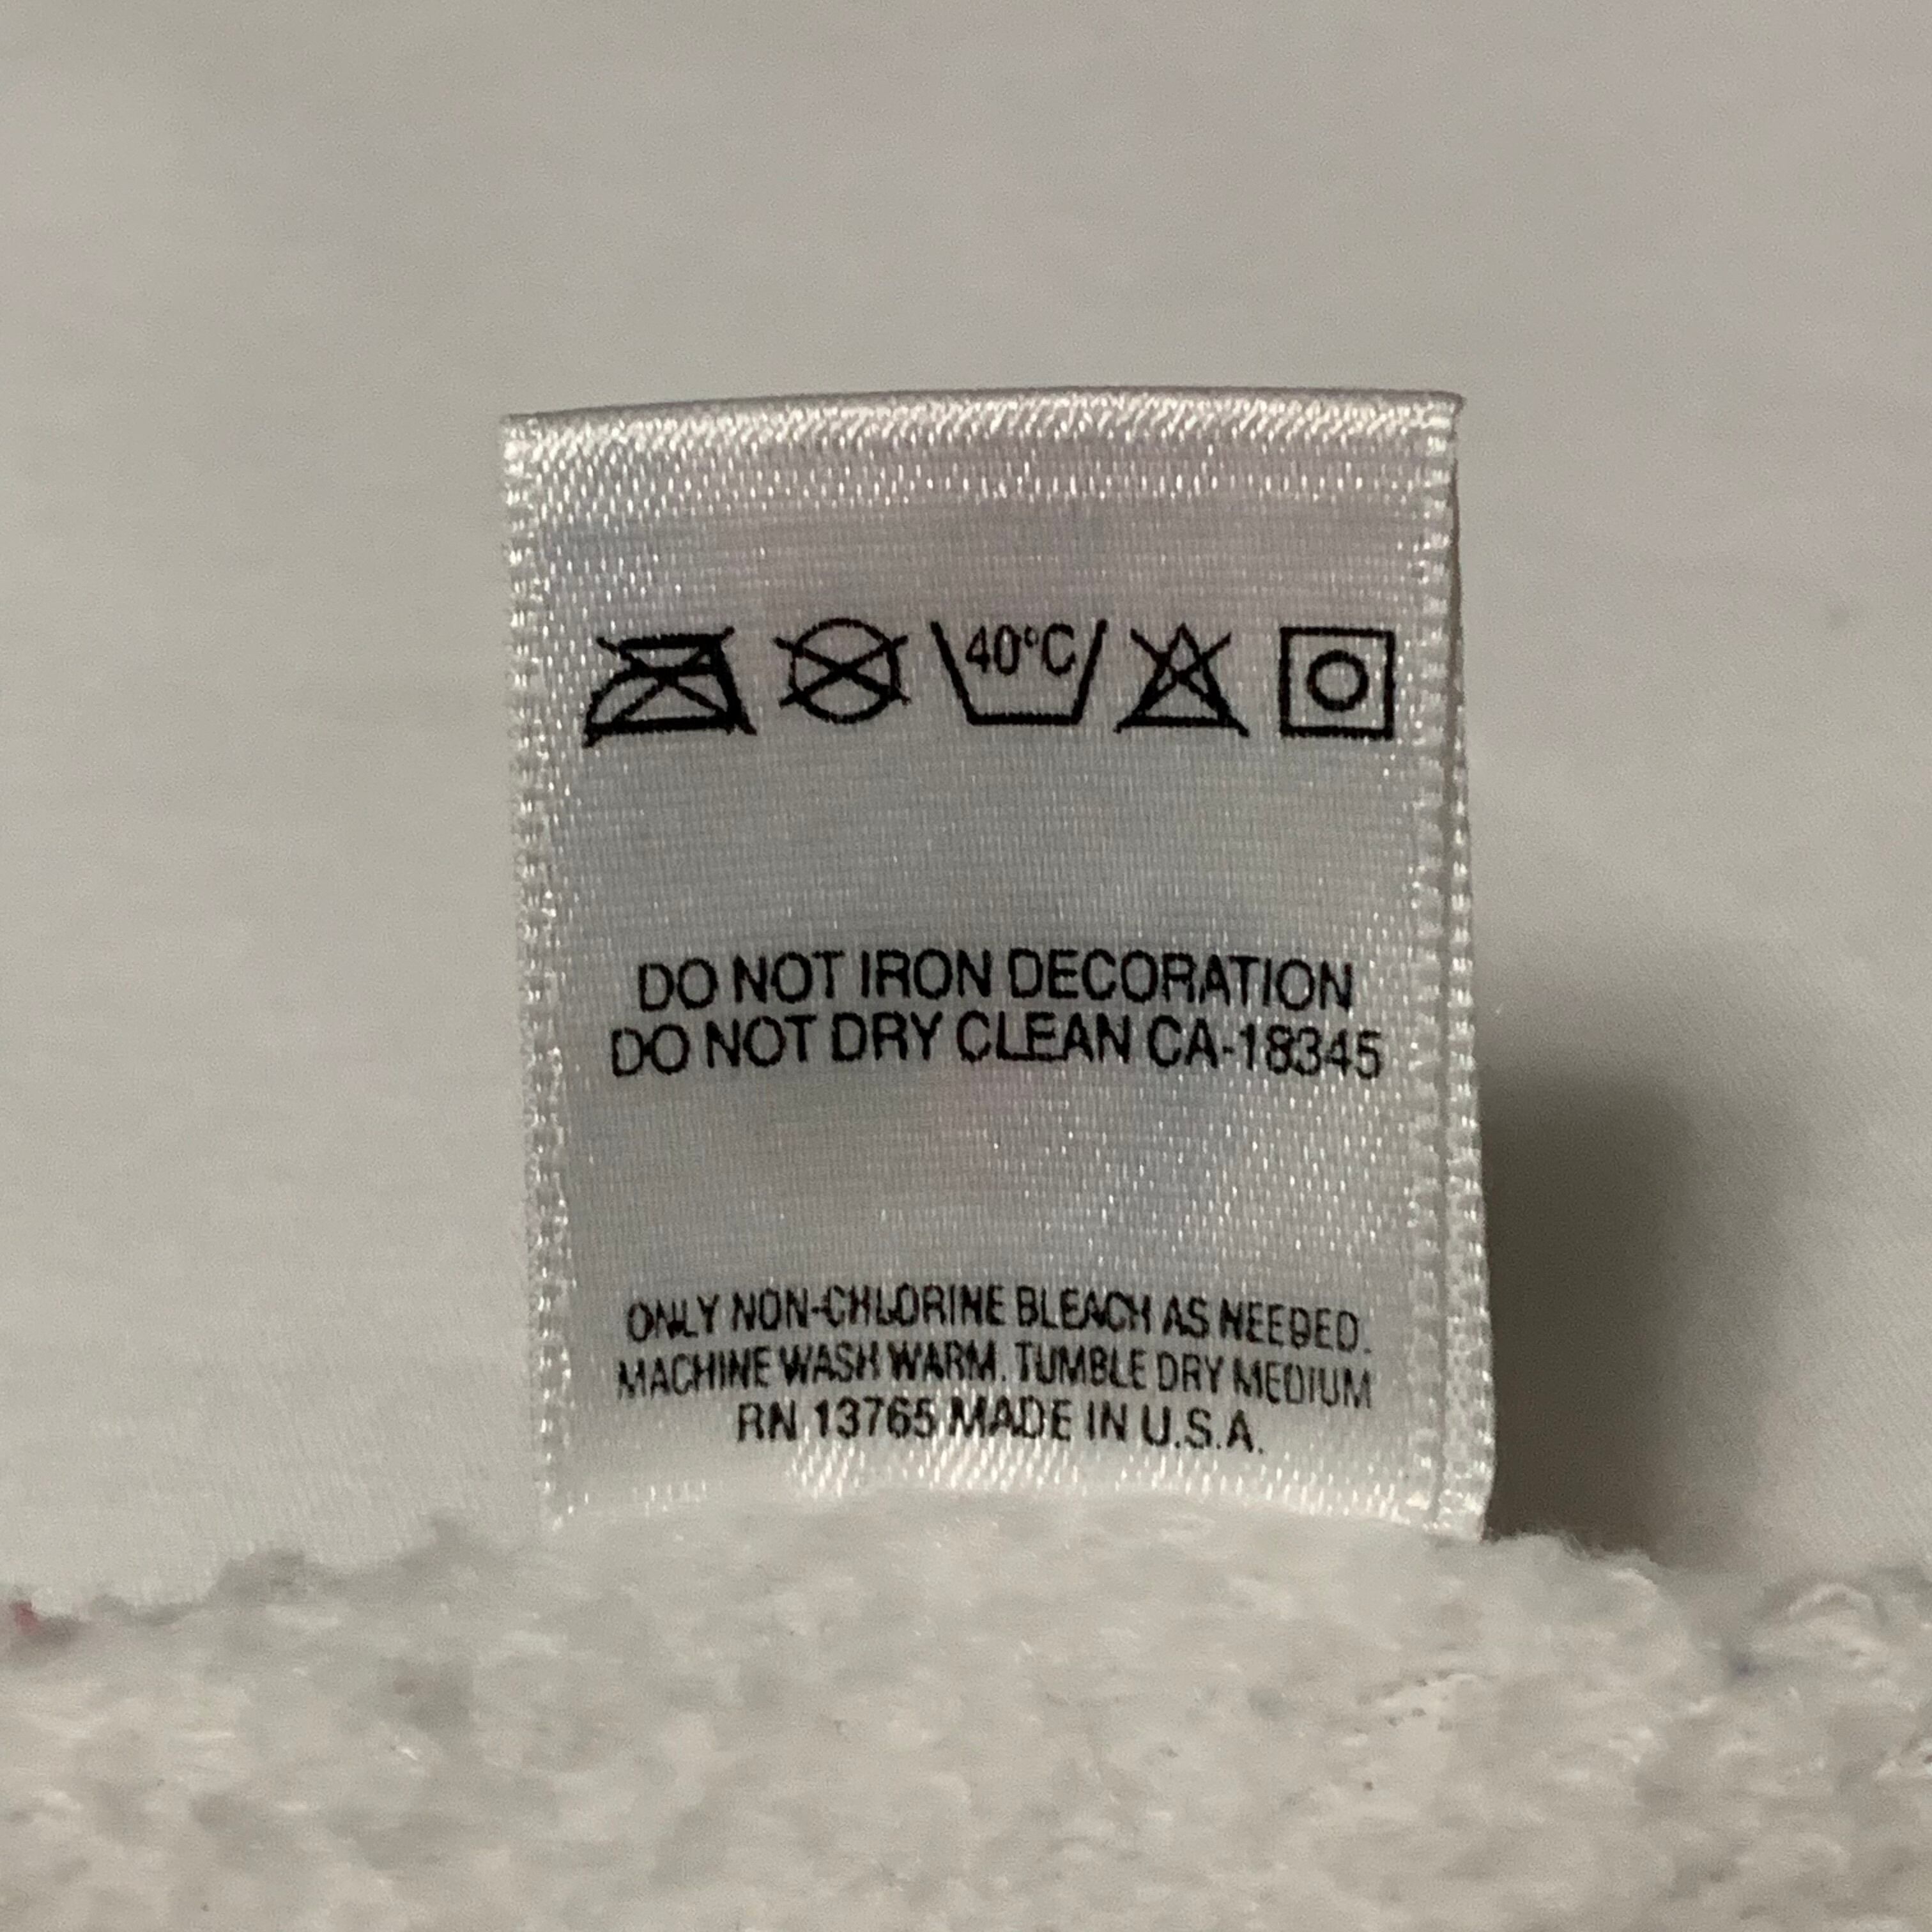 40°C
DO NOT IRON DECORATION
DO NOT DRY CLEAN CA-18345
ONLY NON-CHLORINE BLEACH AS NEEDED.
MACHINE WASH WARM. TUMBLE DRY MEDIUM
RN 13765 MADE IN U.S.A.